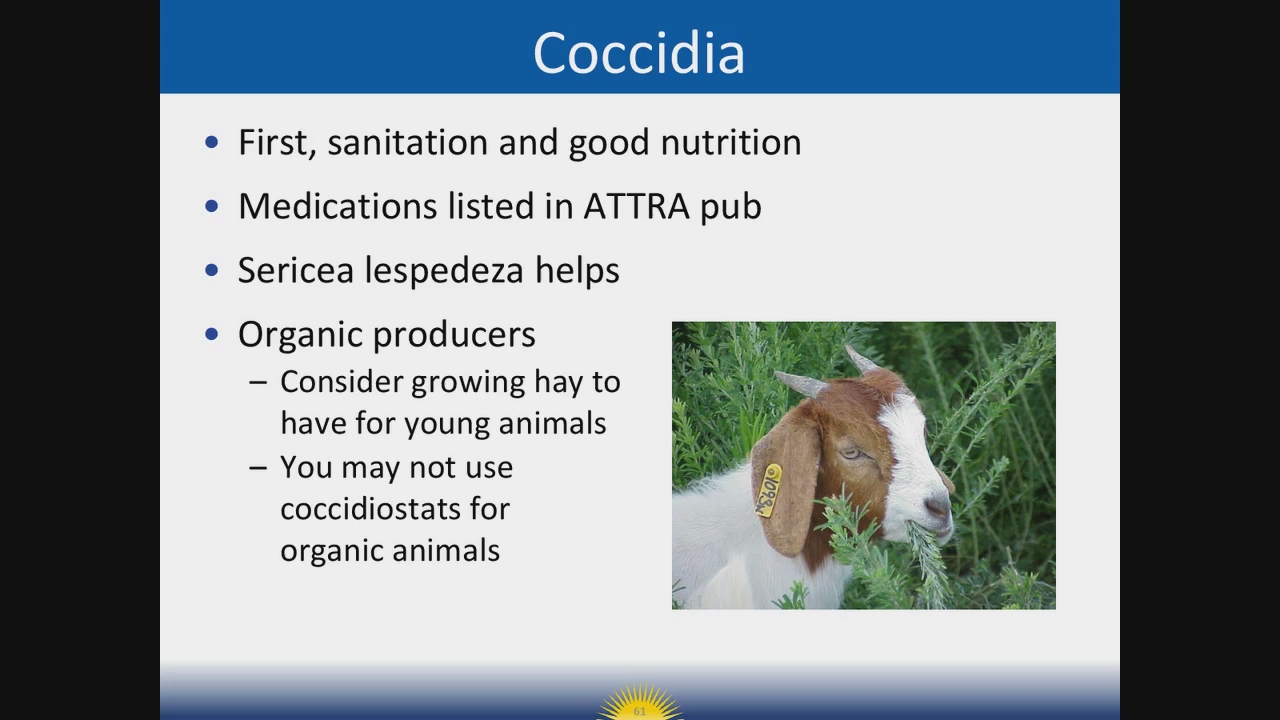 Coccidia
• First, sanitation and good nutrition
• Medications listed in ATTRA pub
• Sericea lespedeza helps
• Organic producers
– Consider growing hay to
have for young animals
– You may not use
coccidiostats for
organic animals
61